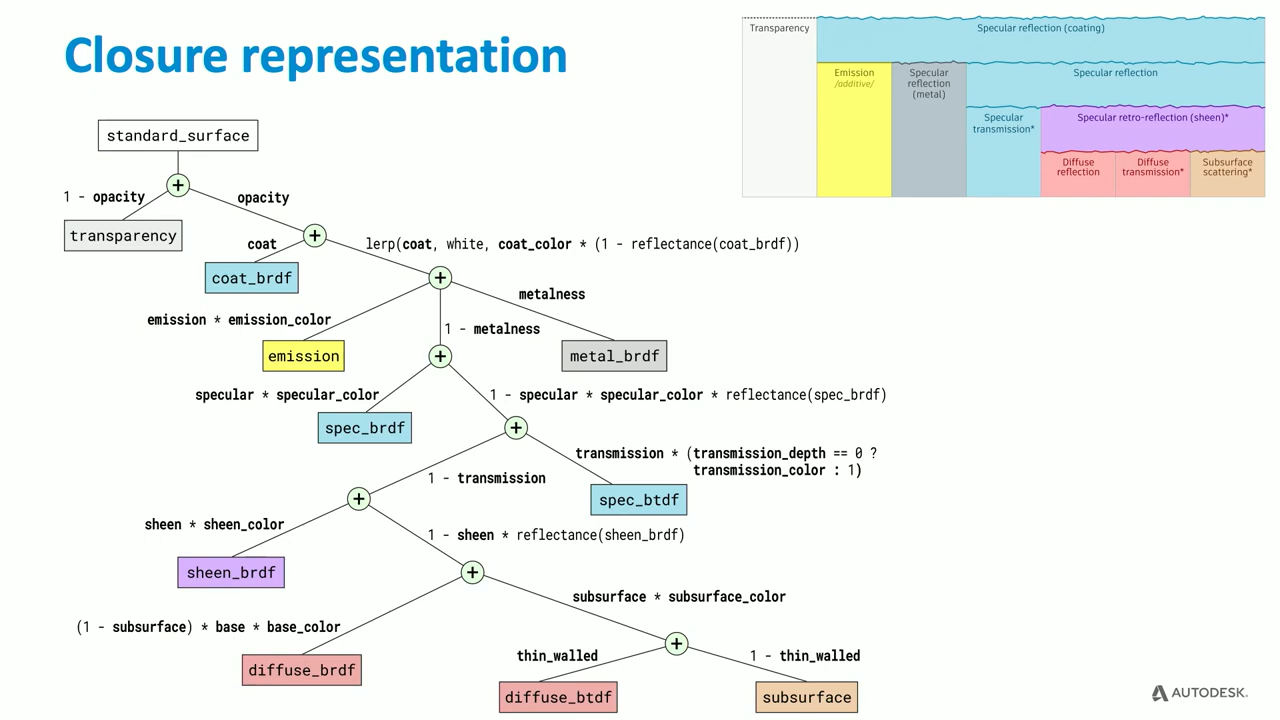 Closure representation
Transparency
Specular reflection (coating)
Emission
/additive/
Specular
reflection
(metal)
Specular reflection
Specular
transmission*
Specular retro-reflection (sheen)*
Diffuse
reflection
Diffuse
transmission*
Subsurface
scattering*
standard_surface
+
1 - opacity
opacity
transparency
+
coat
lerp(coat, white, coat_color * (1 - reflectance(coat_brdf))
coat_brdf
+
metalness
emission * emission_color
1 - metalness
emission
+
metal_brdf
specular * specular_color
1 - specular * specular_color * reflectance(spec_brdf)
spec_brdf
+
transmission * (transmission_depth == 0 ?
transmission_color : 1)
1 - transmission
+
spec_btdf
sheen * sheen_color
1 - sheen * reflectance(sheen_brdf)
sheen_brdf
+
subsurface * subsurface_color
(1 - subsurface) * base * base_color
+
thin_walled
1 - thin_walled
diffuse_brdf
diffuse_btdf
subsurface
AUTODESK.